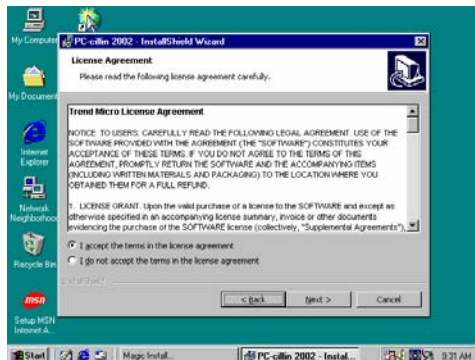 My Computer
PC-cillin 2002 - InstallShield Wizard
License Agreement
Please read the following license agreement carefully.
My Document
Trend Micro License Agreement
NOTICE TO USERS: CAREFULLY READ THE FOLLOWING LEGAL AGREEMENT. USE OF THE
SOFTWARE PROVIDED WITH THE AGREEMENT (THE "SOFTWARE") CONSTITUTES YOUR
ACCEPTANCE OF THESE TERMS. IF YOU DO NOT AGREE TO THE TERMS OF THIS
AGREEMENT, PROMPTLY RETURN THE SOFTWARE AND THE ACCOMPANYING ITEMS
(INCLUDING WRITTEN MATERIALS AND PACKAGING) TO THE LOCATION WHERE YOU
OBTAINED THEM FOR A FULL REFUND.
1. LICENSE GRANT. Upon the valid purchase of a license to the SOFTWARE and except as
otherwise specified in an accompanying license summary, invoice or other documents
evidencing the purchase of the SOFTWARE license (collectively, "Supplemental Agreements"),
Internet
Explorer
Network
Neighborhoo
Recycle Bin
I accept the terms in the license agreement
I do not accept the terms in the license agreement
InstallShield
< Back
Next >
Cancel
msn
Setup MSN
Internet A...
Start
Magic Install...
PC-cillin 2002 - Instal...
9:31 AM